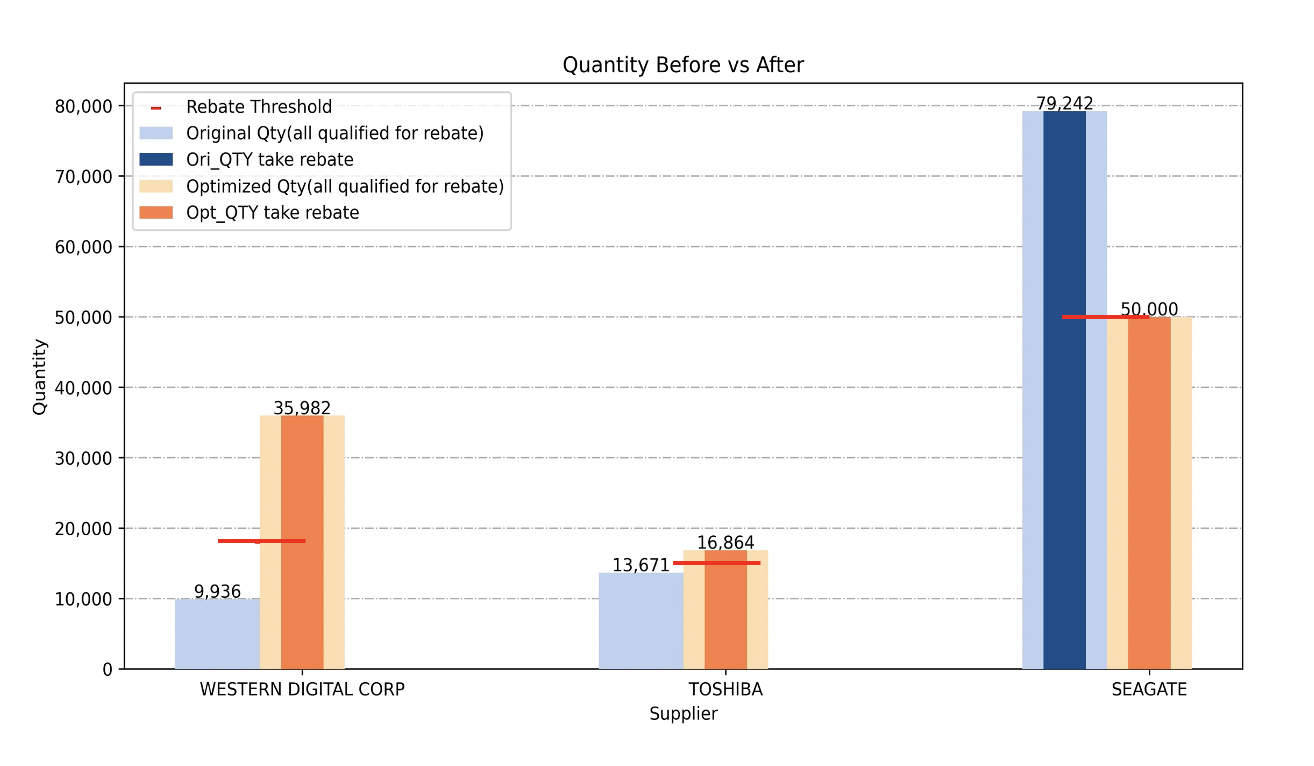 Quantity Before vs After
Rebate Threshold
Original Qty(all qualified for rebate)
Ori_QTY take rebate
Optimized Qty(all qualified for rebate)
Opt_QTY take rebate
80,000
70,000
60,000
50,000
40,000
30,000
20,000
10,000
0
Quantity
9,936
35,982
13,671
16,864
79,242
50,000
WESTERN DIGITAL CORP
TOSHIBA
SEAGATE
Supplier